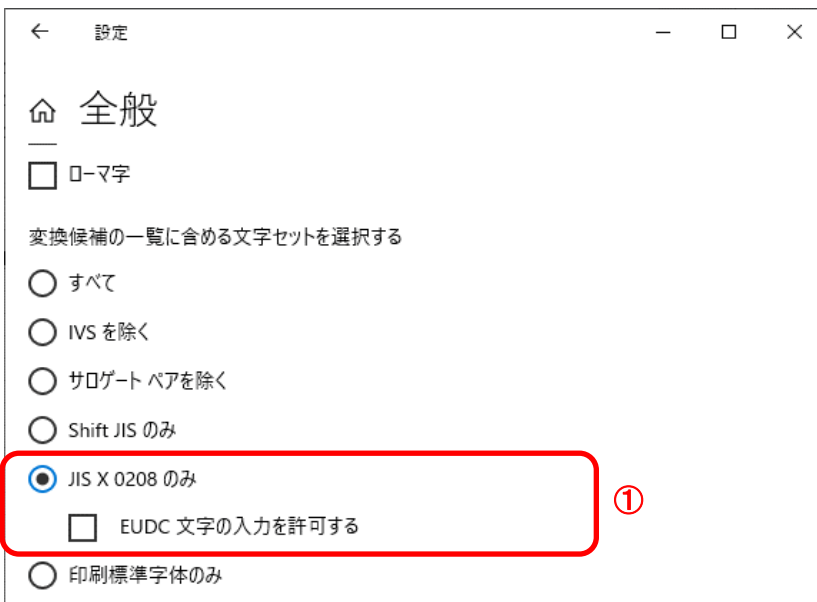 設定
全般
ローマ字
変換候補の一覧に含める文字セットを選択する
すべて
IVS を除く
サロゲート ペアを除く
Shift JIS のみ
JIS X 0208 のみ
①
EUDC 文字の入力を許可する
印刷標準字体のみ